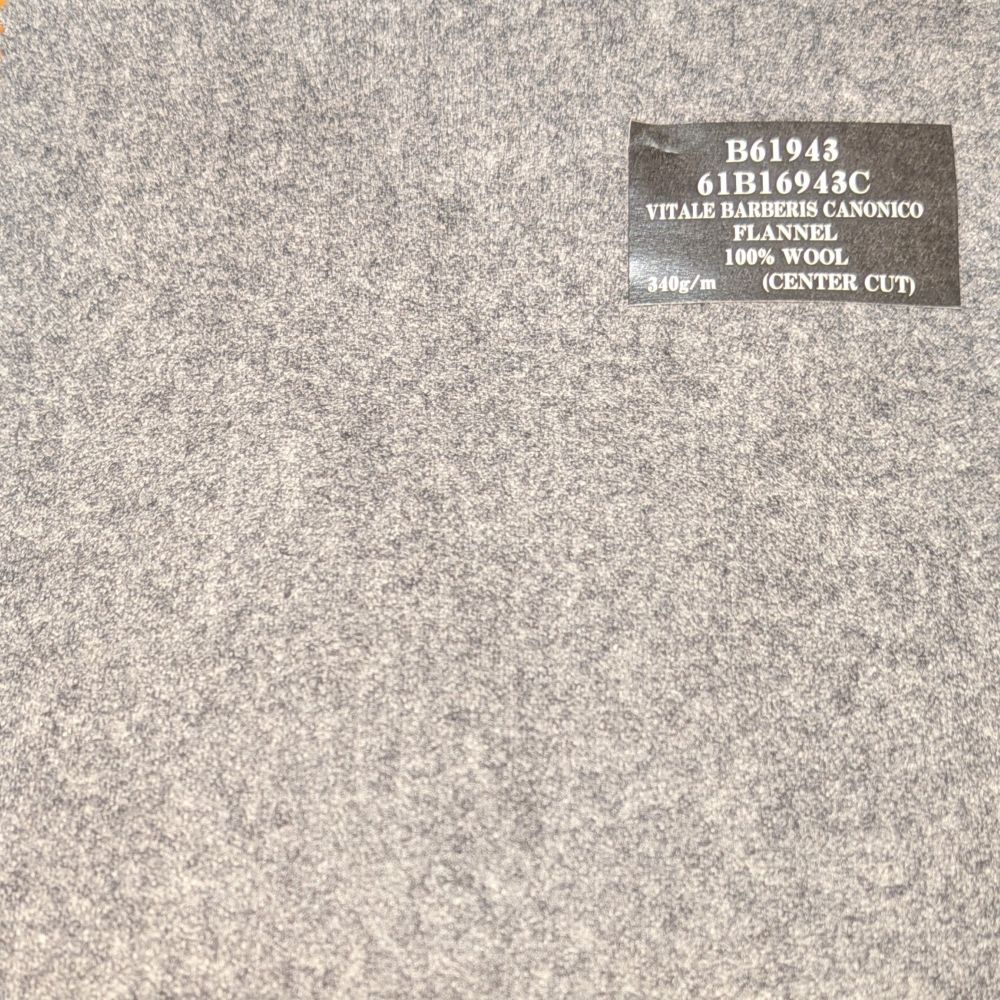 B61943
61B16943C
VITALE BARBERIS CANONICO
FLANNEL
100% WOOL
340g/m (CENTER CUT)